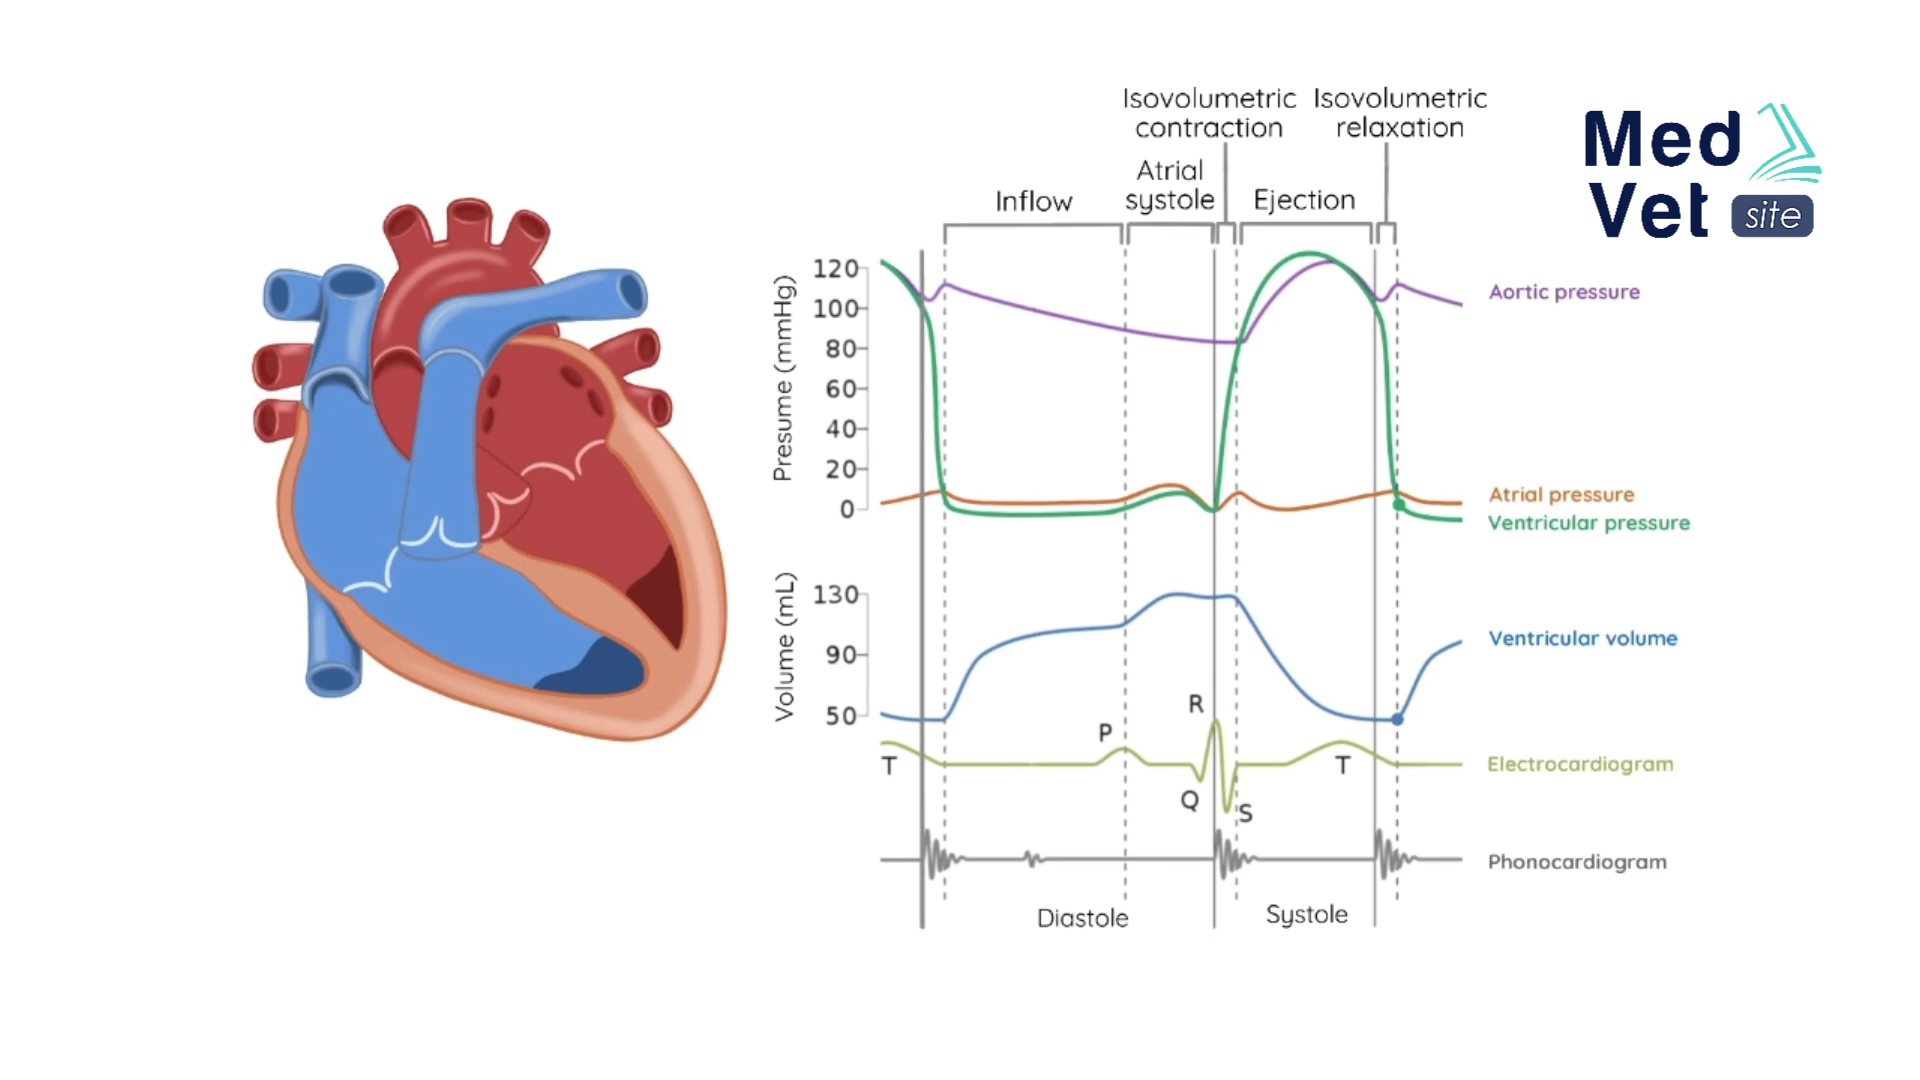 Isovolumetric contraction
Isovolumetric relaxation
Med
Vet site
Inflow
Atrial systole
Ejection
Presume (mmHg)
120
100
80
60
40
20
0
Aortic pressure
Atrial pressure
Ventricular pressure
Volume (mL)
130
90
50
Ventricular volume
R
P
T
Q
S
T
Electrocardiogram
Phonocardiogram
Diastole
Systole